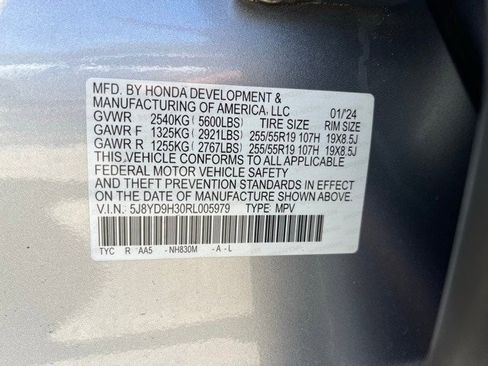 MFD. BY HONDA DEVELOPMENT &
MANUFACTURING OF AMERICA, LLC 01/'24
GVWR 2540KG (5600LBS) TIRE SIZE RIM SIZE
GAWR F 1325KG (2921LBS) 255/55R19 107H 19X8.5J
GAWR R 1255KG (2767LBS) 255/55R19 107H 19X8.5J
THIS VEHICLE CONFORMS TO ALL APPLICABLE
FEDERAL MOTOR VEHICLE SAFETY
AND THEFT PREVENTION STANDARDS IN EFFECT
ON THE DATE OF MANUFACTURE SHOWN ABOVE.
V.I.N.: 5J8YD9H30RL005979 TYPE: MPV
TYC R AA5 - NH830M - A - L